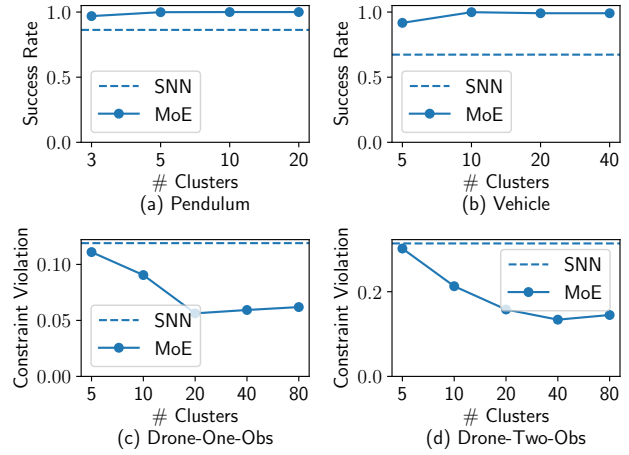 Success Rate
1.0
0.5
0.0
SNN
MoE
3 5 10 20
# Clusters
(a) Pendulum
Success Rate
1.0
0.5
0.0
SNN
MoE
5 10 20 40
# Clusters
(b) Vehicle
Constraint Violation
0.10
0.05
0.00
SNN
MoE
5 10 20 40 80
# Clusters
(c) Drone-One-Obs
Constraint Violation
0.2
0.0
SNN
MoE
5 10 20 40 80
# Clusters
(d) Drone-Two-Obs